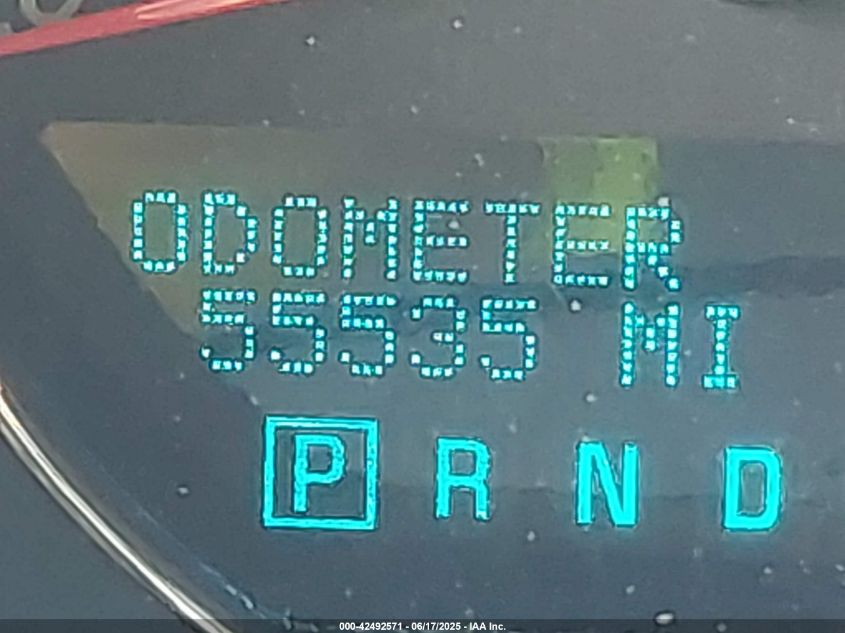 ODOMETER
55535 MI
P R N D
000-42492571 - 06/17/2025 - IAA Inc.